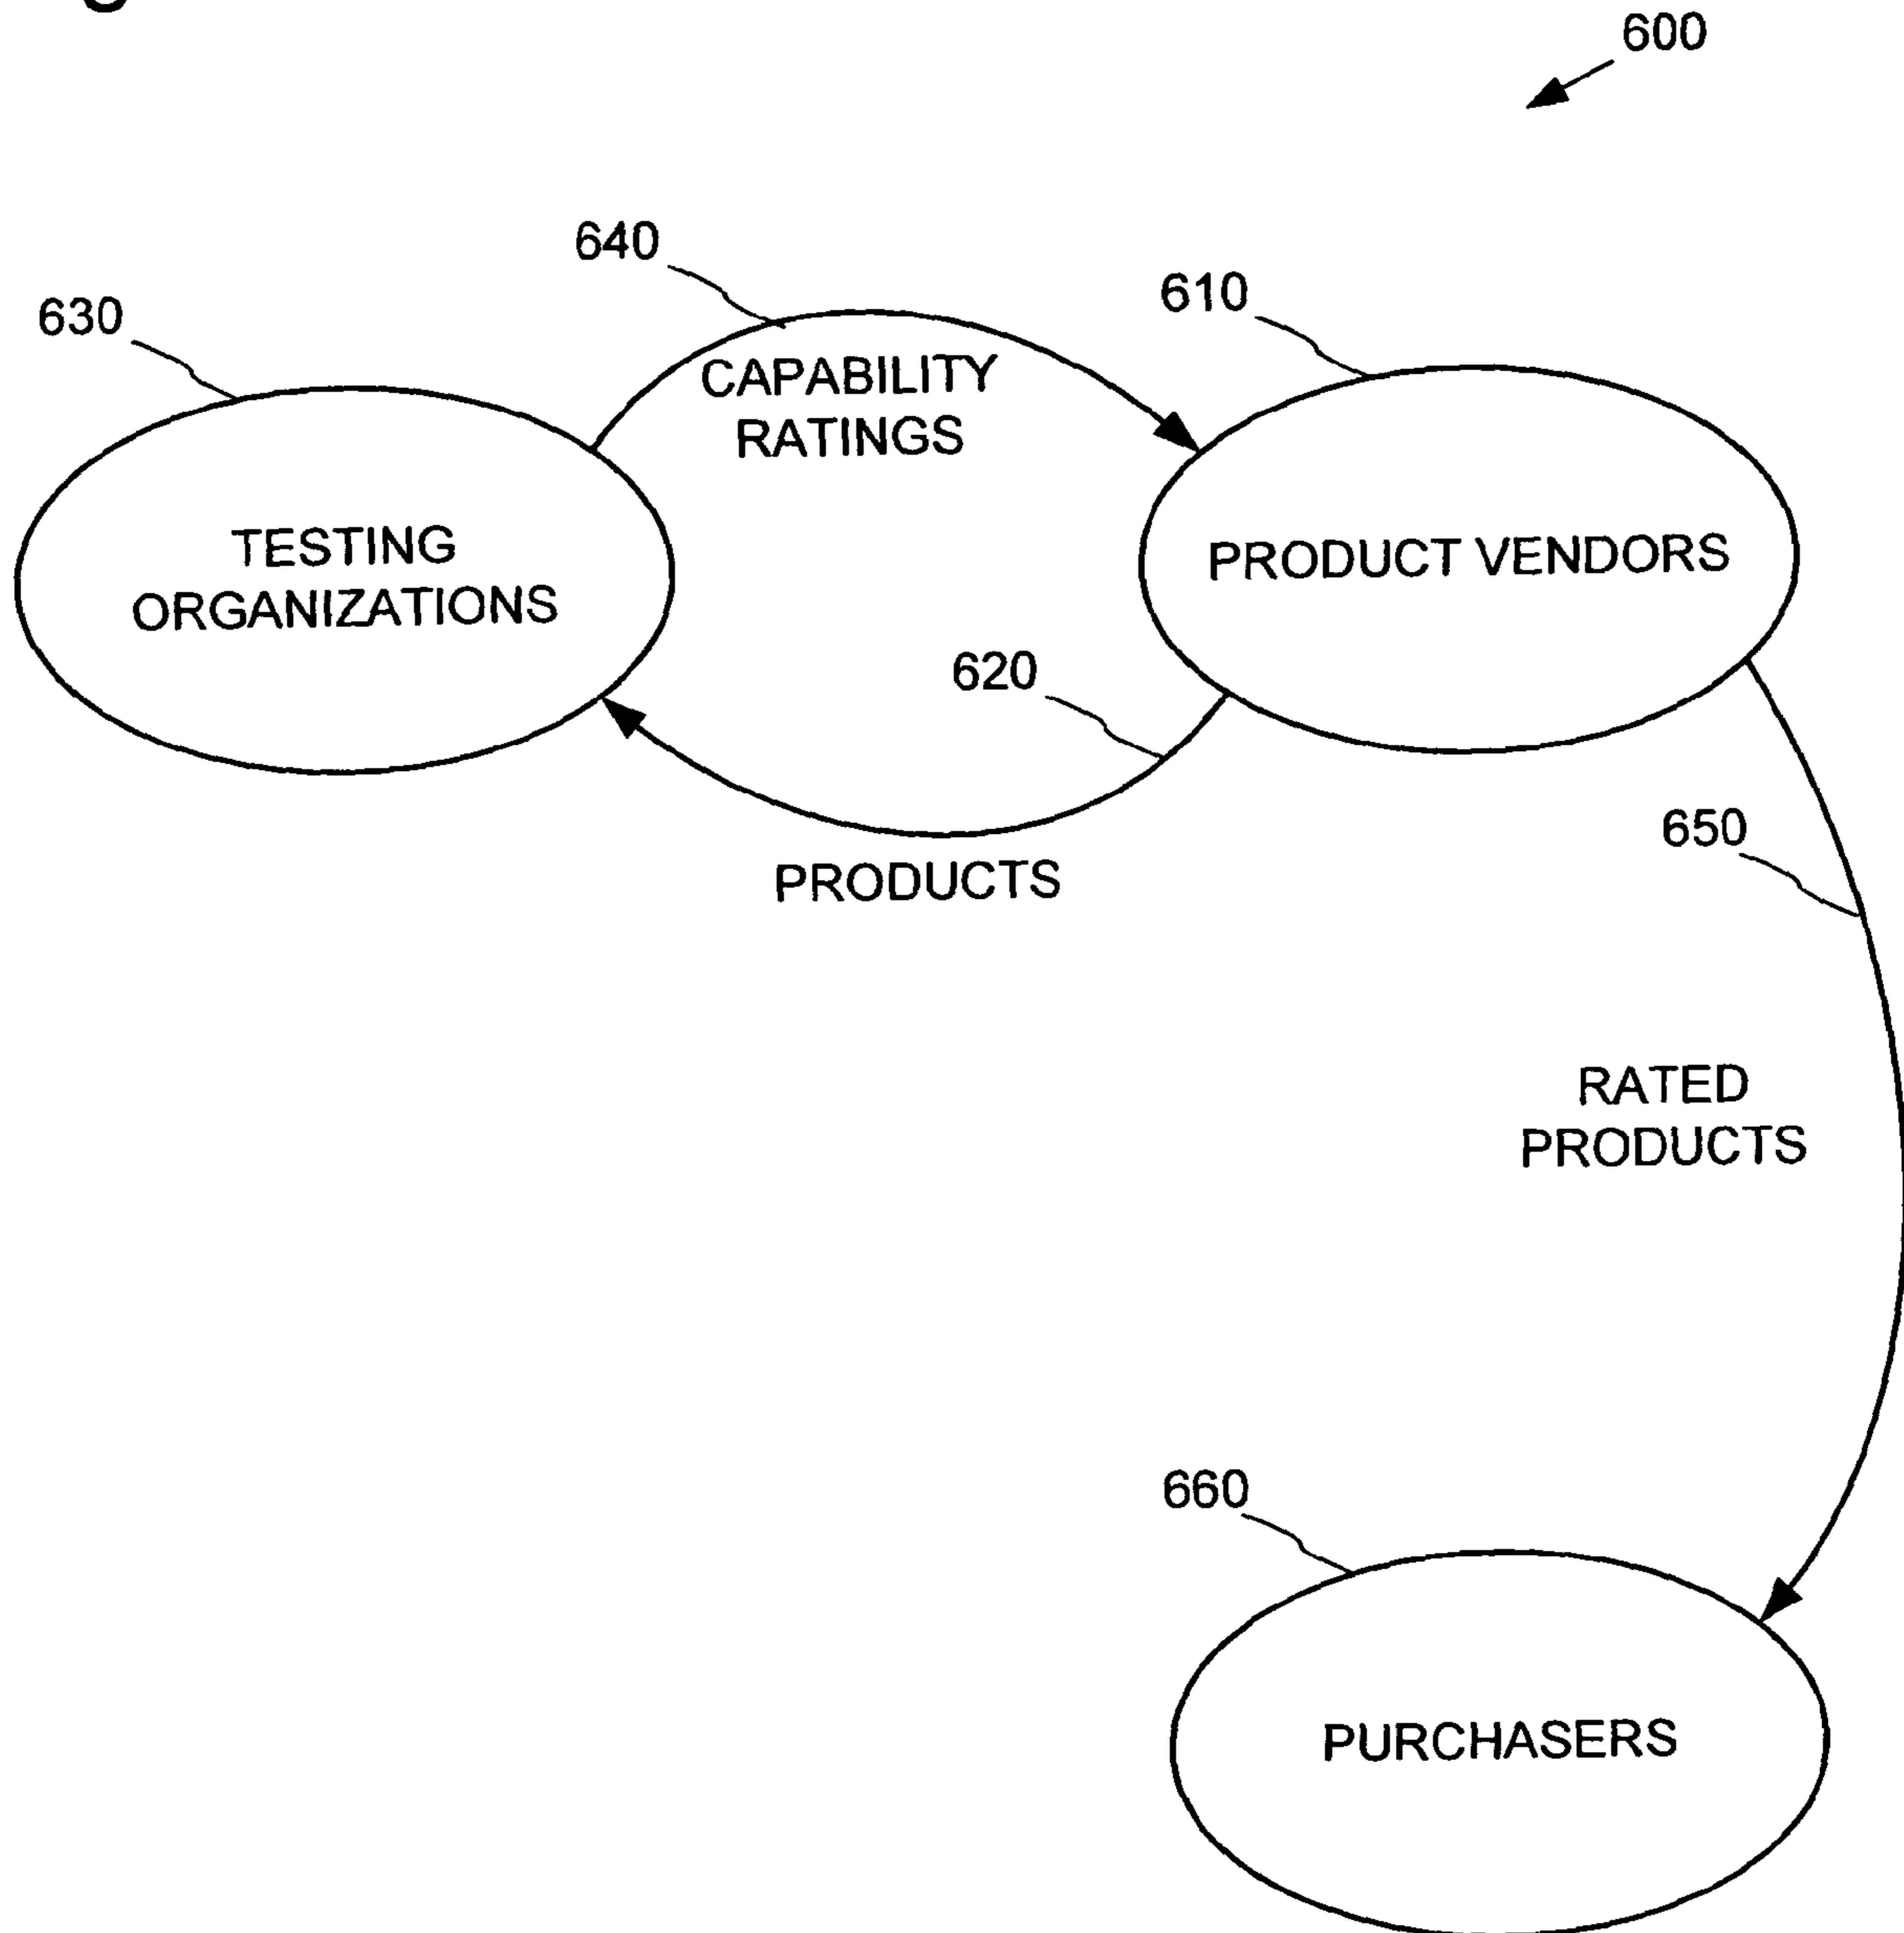 600
640
610
630
CAPABILITY
RATINGS
TESTING
ORGANIZATIONS
PRODUCT VENDORS
620
650
PRODUCTS
RATED
PRODUCTS
660
PURCHASERS